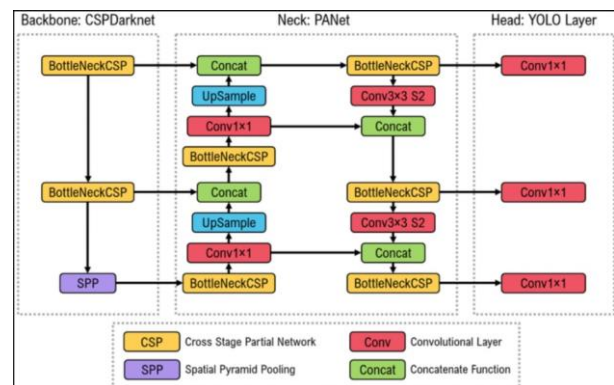 Backbone: CSPDarknet
Neck: PANet
Head: YOLO Layer
BottleNeckCSP
Concat
BottleNeckCSP
Conv1×1
UpSample
Conv3×3 S2
Conv1×1
Concat
BottleNeckCSP
BottleNeckCSP
Concat
BottleNeckCSP
Conv1×1
UpSample
Conv3×3 S2
Conv1×1
Concat
SPP
BottleNeckCSP
BottleNeckCSP
Conv1×1
CSP
Cross Stage Partial Network
Conv
Convolutional Layer
SPP
Spatial Pyramid Pooling
Concat
Concatenate Function